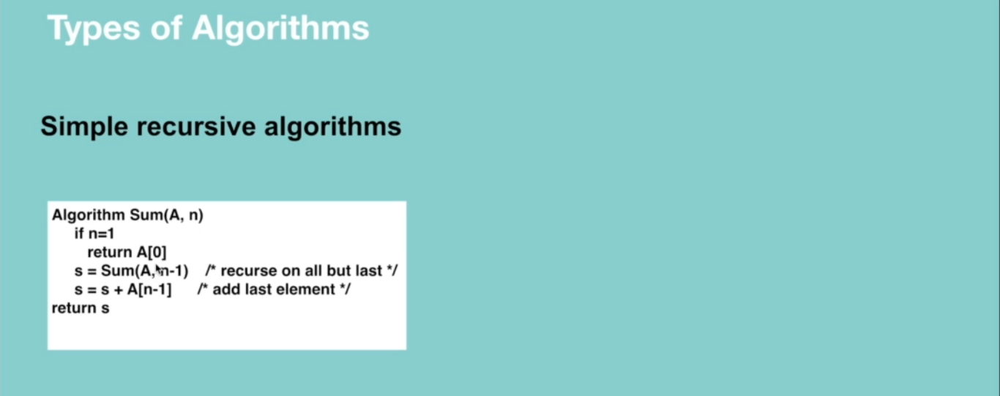 Types of Algorithms
Simple recursive algorithms
Algorithm Sum(A, n)
if n=1
return A[0]
s = Sum(A, n-1) /* recurse on all but last */
s = s + A[n-1] /* add last element */
return s